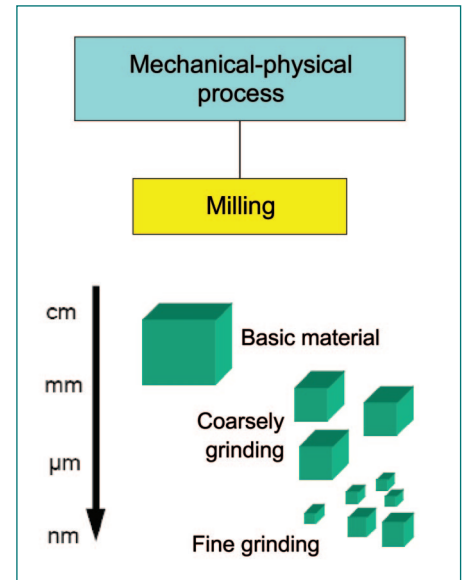 Mechanical-physical
process
Milling
cm
Basic material
mm
Coarsely
grinding
µm
nm
Fine grinding